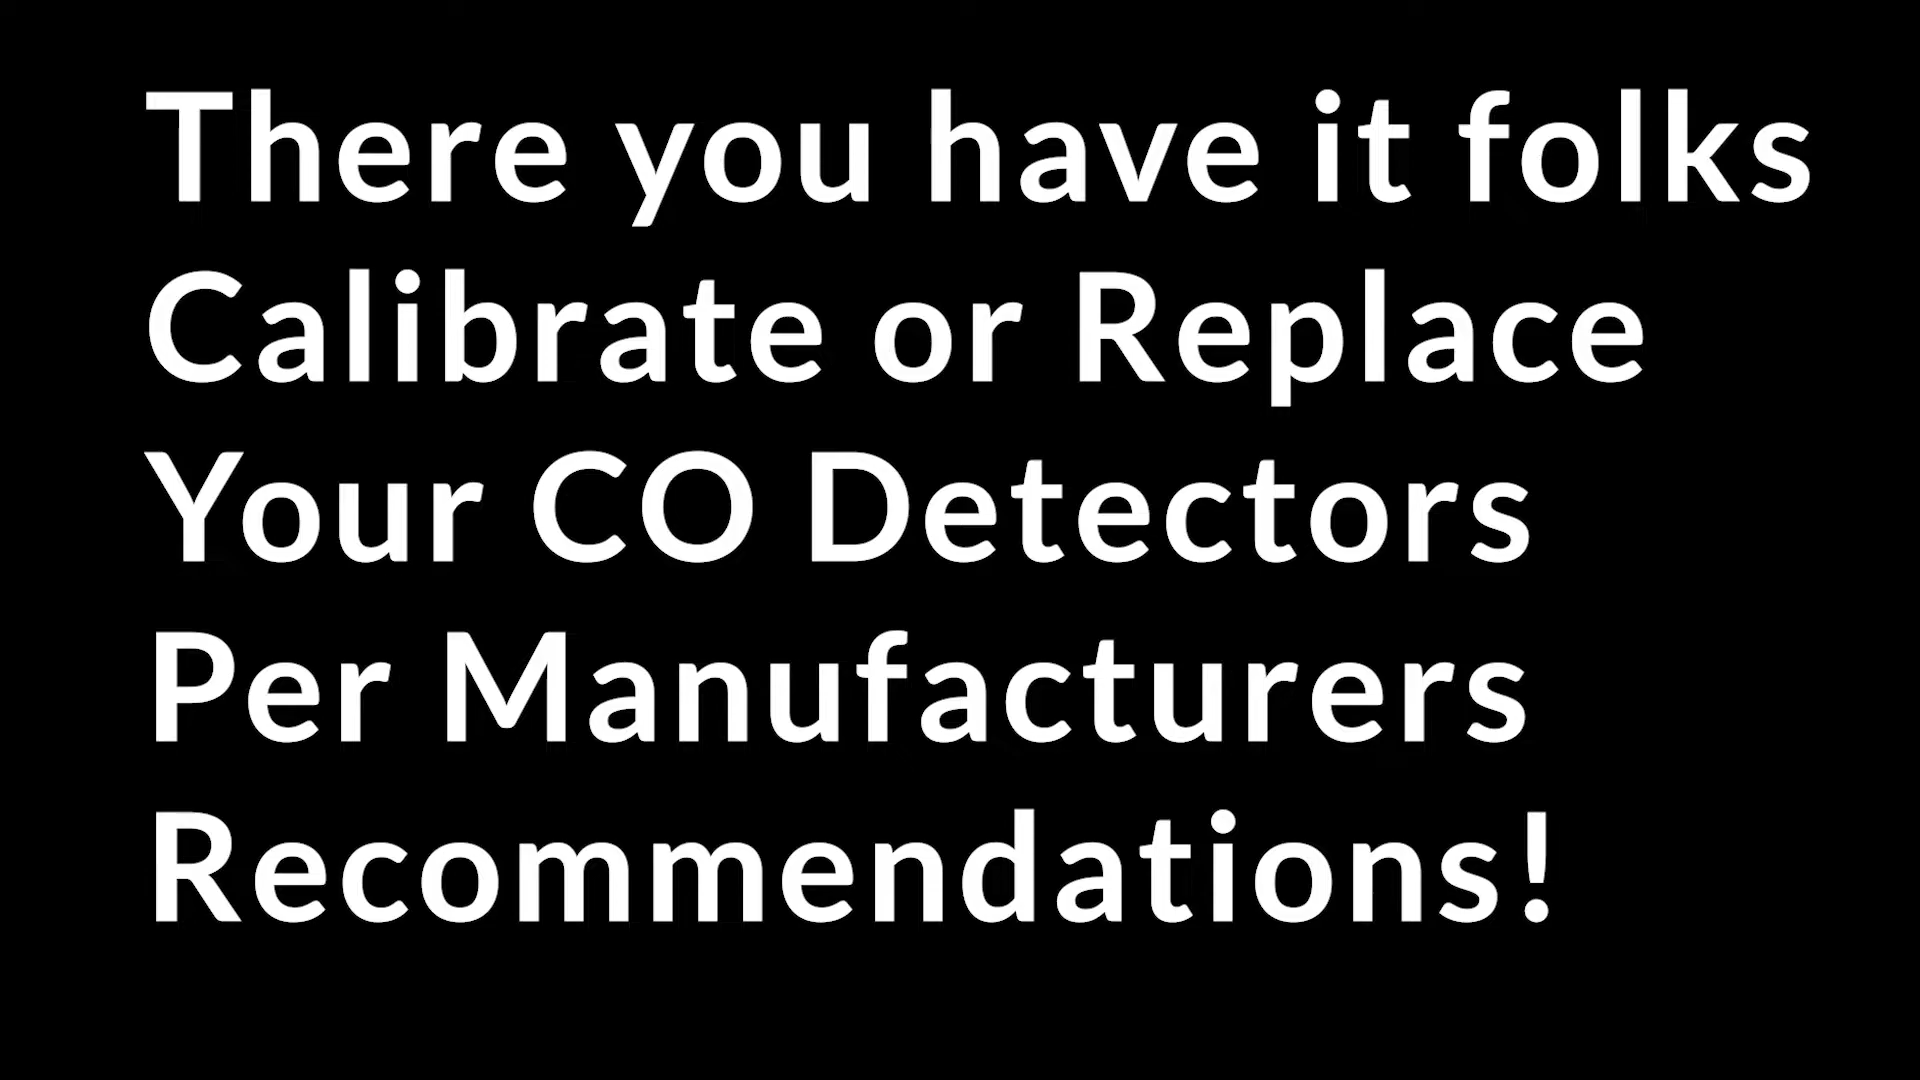 There you have it folks
Calibrate or Replace
Your CO Detectors
Per Manufacturers
Recommendations!